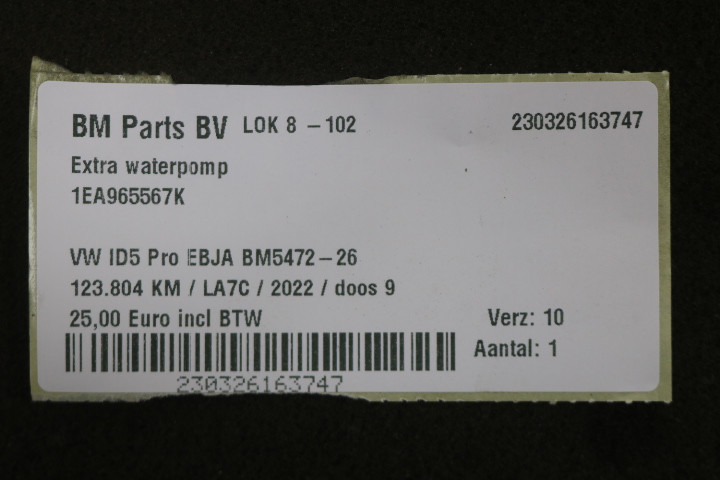 BM Parts BV LOK 8 - 102 230326163747
Extra waterpomp
1EA965567K
VW ID5 Pro EBJA BM5472-26
123.804 KM / LA7C / 2022 / doos 9
25,00 Euro incl BTW Verz: 10
Aantal: 1
230326163747